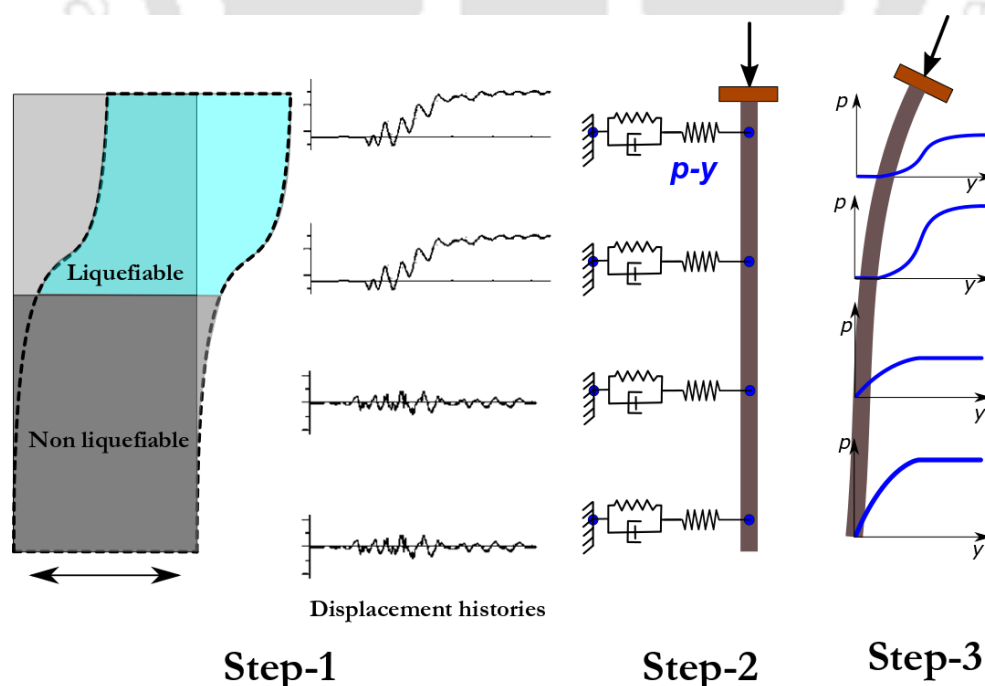 Liquefiable
Non liquefiable
Displacement histories
Step-1
p-y
Step-2
p
y
p
y
p
y
p
y
Step-3